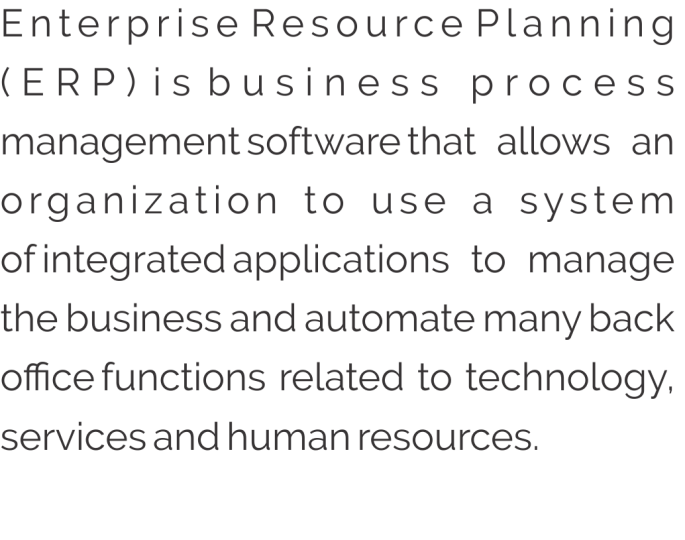 Enterprise Resource Planning
(ERP) is business process
management software that allows an
organization to use a system
of integrated applications to manage
the business and automate many back
office functions related to technology,
services and human resources.